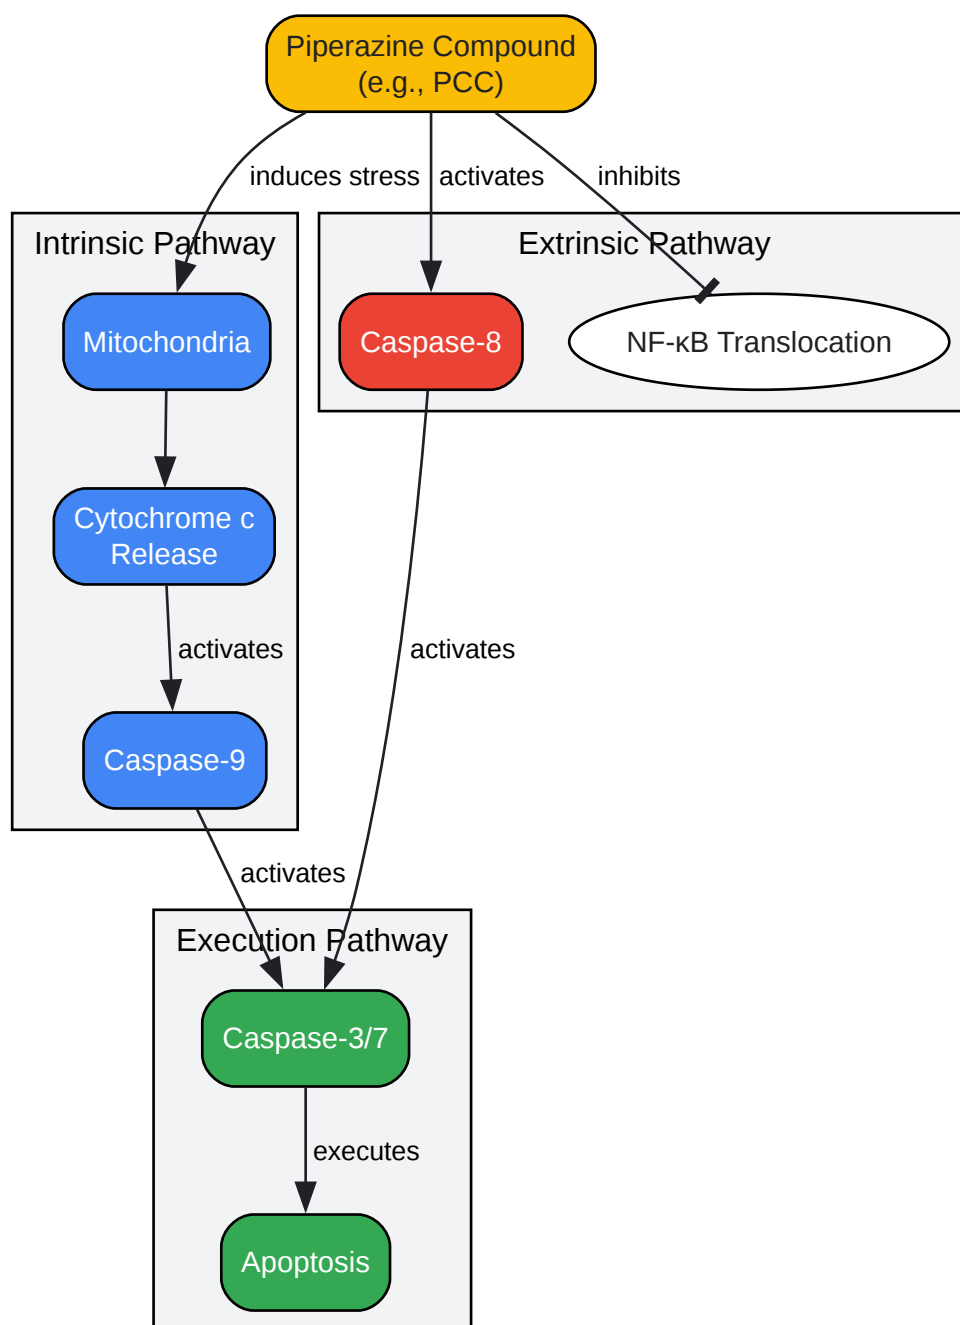 Piperazine Compound
(e.g., PCC)
induces stress
activates
inhibits
Intrinsic Pathway
Extrinsic Pathway
Mitochondria
Caspase-8
NF-κB Translocation
Cytochrome c
Release
activates
activates
Caspase-9
activates
Execution Pathway
Caspase-3/7
executes
Apoptosis